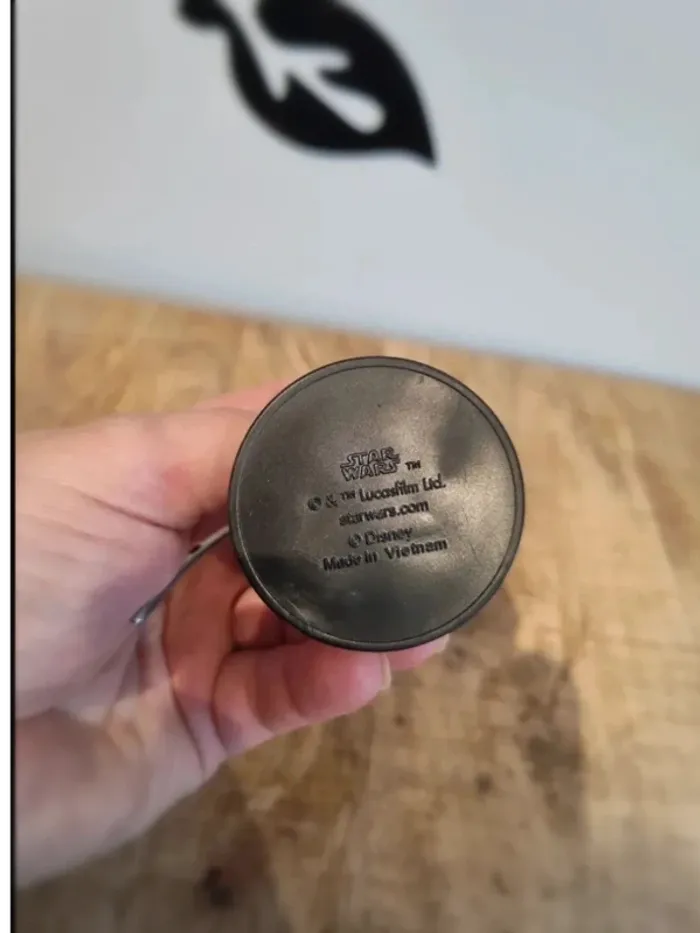 STAR
WARS ™
© & ™ Lucasfilm Ltd.
starwars.com
© Disney
Made in Vietnam